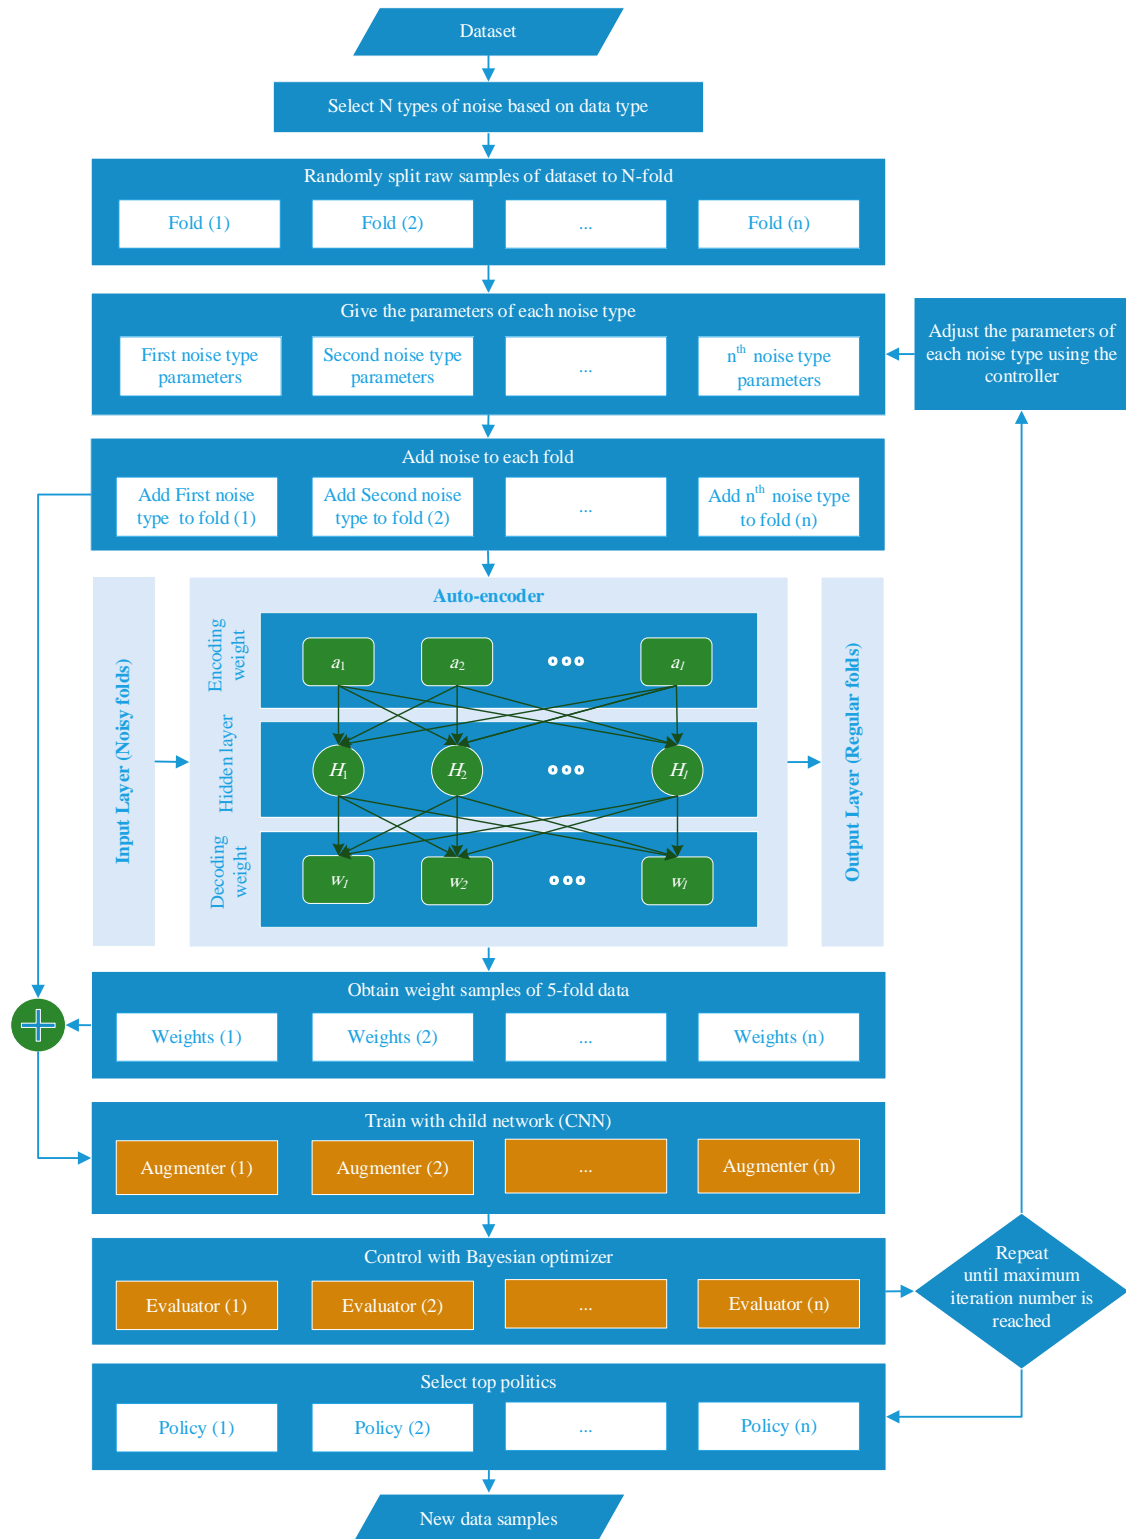 Dataset
Select N types of noise based on data type
Randomly split raw samples of dataset to N-fold
Fold (1)
Fold (2)
...
Fold (n)
Give the parameters of each noise type
First noise type
parameters
Second noise type
parameters
...
nth noise type
parameters
Adjust the parameters of
each noise type using the
controller
Add noise to each fold
Add First noise
type to fold (1)
Add Second noise
type to fold (2)
...
Add nth noise type
to fold (n)
Input Layer (Noisy folds)
Auto-encoder
Encoding
weight
a1
a2
aI
Hidden layer
H1
H2
HI
Decoding
weight
wI
w2
wI
Output Layer (Regular folds)
Obtain weight samples of 5-fold data
Weights (1)
Weights (2)
...
Weights (n)
Train with child network (CNN)
Augmenter (1)
Augmenter (2)
...
Augmenter (n)
Control with Bayesian optimizer
Evaluator (1)
Evaluator (2)
...
Evaluator (n)
Repeat
until maximum
iteration number is
reached
Select top politics
Policy (1)
Policy (2)
...
Policy (n)
New data samples